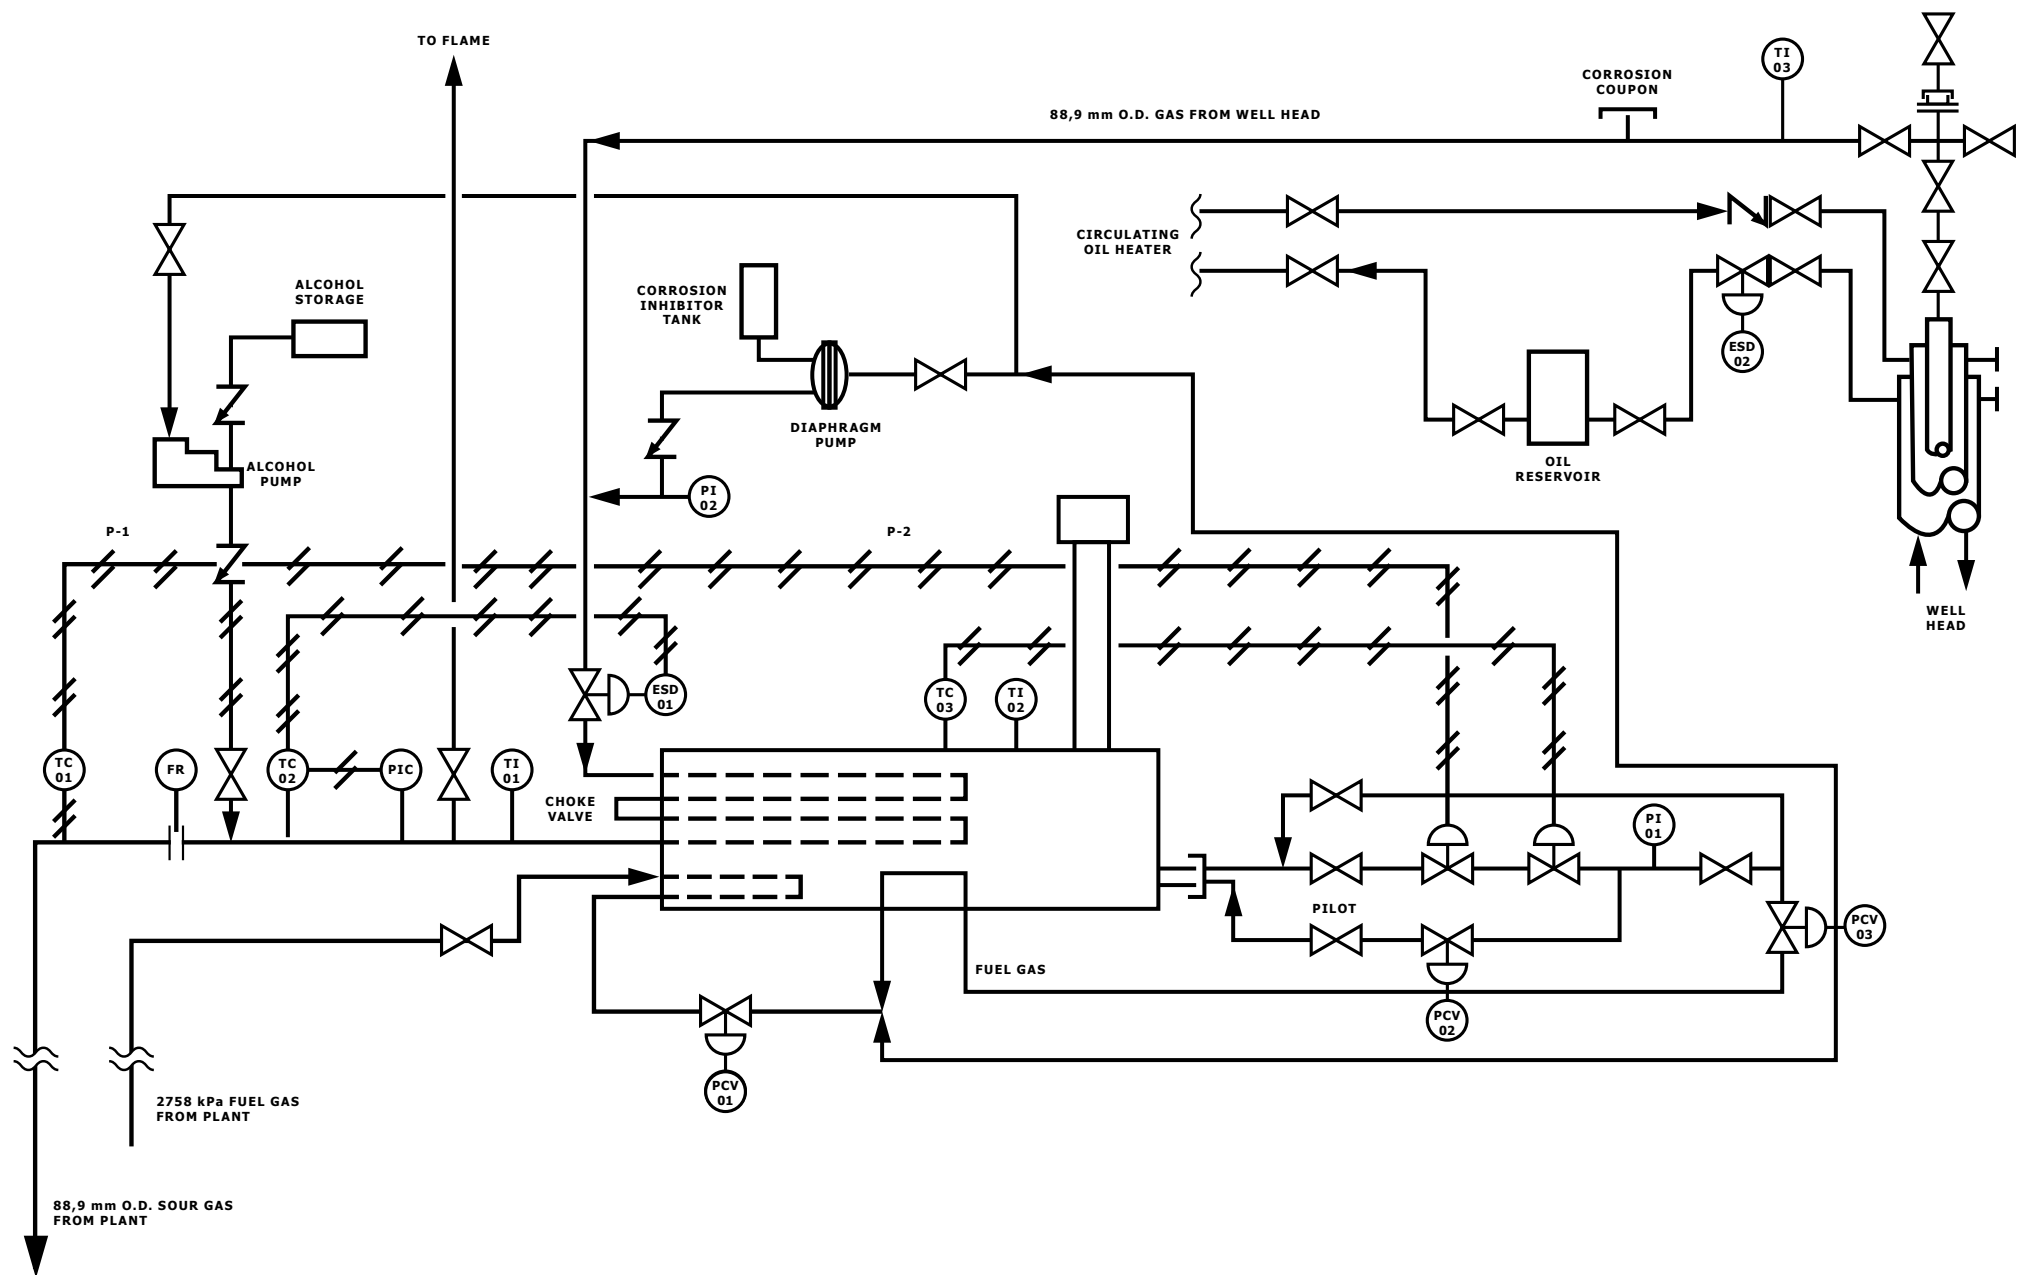 TO FLAME
TI
03
CORROSION
COUPON
88,9 mm O.D. GAS FROM WELL HEAD
CIRCULATING
OIL HEATER
ALCOHOL
STORAGE
CORROSION
INHIBITOR
TANK
ESD
02
DIAPHRAGM
PUMP
ALCOHOL
PUMP
OIL
RESERVOIR
PI
02
P-1
P-2
WELL
HEAD
ESD
01
TC
03
TI
02
TC
01
FR
TC
02
PIC
TI
01
CHOKE
VALVE
PI
01
PILOT
PCV
03
FUEL GAS
PCV
02
PCV
01
2758 kPa FUEL GAS
FROM PLANT
88,9 mm O.D. SOUR GAS
FROM PLANT